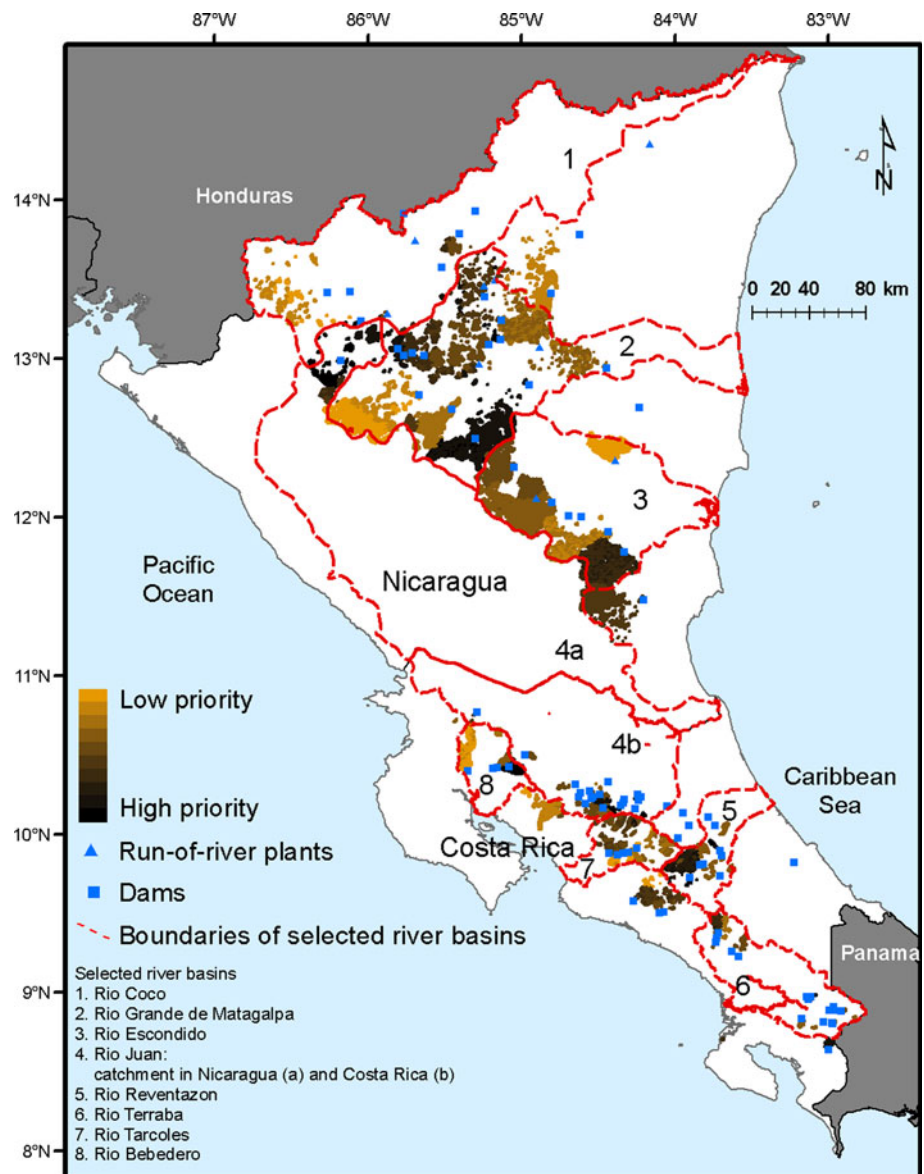 87°W 86°W 85°W 84°W 83°W
14°N
13°N
12°N
11°N
10°N
9°N
8°N
Honduras
N
0 20 40 80 km
1
2
3
Pacific
Ocean
Nicaragua
4a
4b
Caribbean
Sea
5
8
Costa Rica
7
6
Panama
Low priority
High priority
Run-of-river plants
Dams
Boundaries of selected river basins
Selected river basins
1. Rio Coco
2. Rio Grande de Matagalpa
3. Rio Escondido
4. Rio Juan:
catchment in Nicaragua (a) and Costa Rica (b)
5. Rio Reventazon
6. Rio Terraba
7. Rio Tarcoles
8. Rio Bebedero